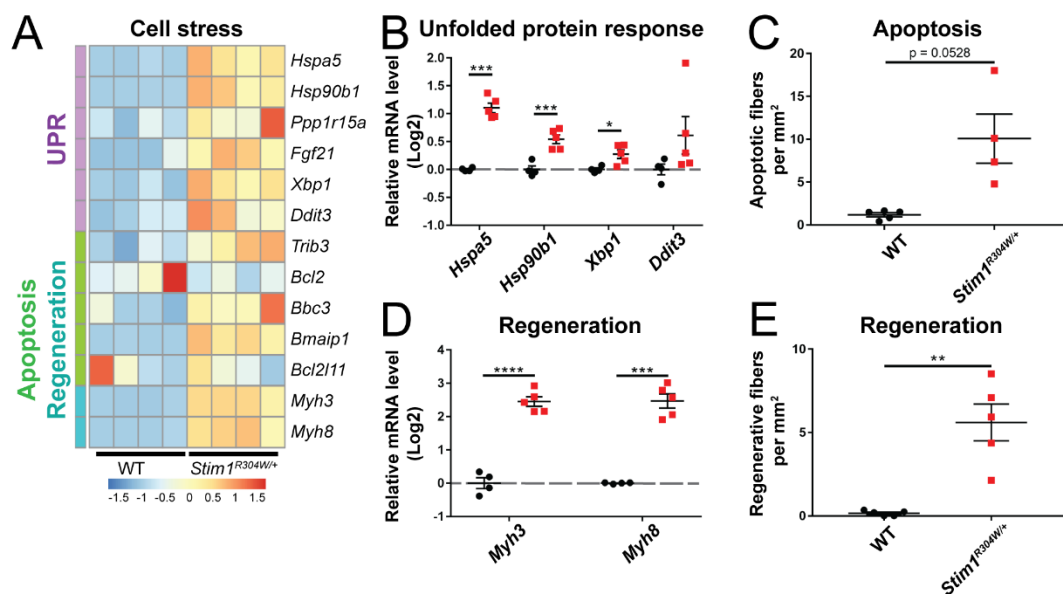 A
Cell stress
UPR
Apoptosis
Regeneration
Hspa5
Hsp90b1
Ppp1r15a
Fgf21
Xbp1
Ddit3
Trib3
Bcl2
Bbc3
Bmaip1
Bcl2l11
Myh3
Myh8
WT
Stim1R304W/+
-1.5 -1 -0.5 0 0.5 1 1.5
B
Unfolded protein response
Relative mRNA level
(Log2)
2.0
1.5
1.0
0.5
0.0
-0.5
-1.0
***
***
*
Hspa5
Hsp90b1
Xbp1
Ddit3
C
Apoptosis
p = 0.0528
Apoptotic fibers
per mm2
20
15
10
5
0
WT
Stim1R304W/+
D
Regeneration
Relative mRNA level
(Log2)
4
3
2
1
0
-1
****
***
Myh3
Myh8
E
Regeneration
**
Regenerative fibers
per mm2
10
5
0
WT
Stim1R304W/+